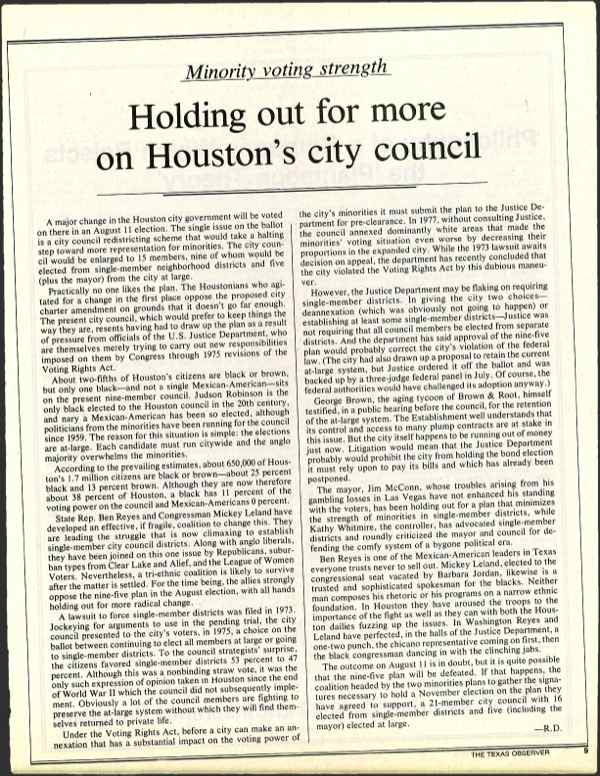 Minority voting strength
Holding out for more
on Houston's city council
A major change in the Houston city government will be voted
on there in an August 11 election. The single issue on the ballot
is a city council redistricting scheme that would take a halting
step toward more representation for minorities. The city coun-
cil would be enlarged to 15 members, nine of whom would be
elected from single-member neighborhood districts and five
(plus the mayor) from the city at large.
Practically no one likes the plan. The Houstonians who agi-
tated for a change in the first place oppose the proposed city
charter amendment on grounds that it doesn't go far enough.
The present city council, which would prefer to keep things the
way they are, resents having had to draw up the plan as a result
of pressure from officials of the U.S. Justice Department, who
are themselves merely trying to carry out new responsibilities
imposed on them by Congress through 1975 revisions of the
Voting Rights Act.
About two-fifths of Houston's citizens are black or brown,
but only one black—and not a single Mexican-American—sits
on the present nine-member council. Judson Robinson is the
only black elected to the Houston council in the 20th century,
and nary a Mexican-American has been so elected, although
politicians from the minorities have been running for the council
since 1959. The reason for this situation is simple: the elections
are at-large. Each candidate must run citywide and the anglo
majority overwhelms the minorities.
According to the prevailing estimates, about 650,000 of Hous-
ton's 1.7 million citizens are black or brown—about 25 percent
black and 13 percent brown. Although they are now therefore
about 38 percent of Houston, a black has 11 percent of the
voting power on the council and Mexican-Americans 0 percent.
State Rep. Ben Reyes and Congressman Mickey Leland have
developed an effective, if fragile, coalition to change this. They
are leading the struggle that is now climaxing to establish
single-member city council districts. Along with anglo liberals,
they have been joined on this one issue by Republicans, subur-
ban types from Clear Lake and Alief, and the League of Women
Voters. Nevertheless, a tri-ethnic coalition is likely to survive
after the matter is settled. For the time being, the allies strongly
oppose the nine-five plan in the August election, with all hands
holding out for more radical change.
A lawsuit to force single-member districts was filed in 1973.
Jockeying for arguments to use in the pending trial, the city
council presented to the city's voters, in 1975, a choice on the
ballot between continuing to elect all members at large or going
to single-member districts. To the council strategists' surprise,
the citizens favored single-member districts 53 percent to 47
percent. Although this was a nonbinding straw vote, it was the
only such expression of opinion taken in Houston since the end
of World War II which the council did not subsequently imple-
ment. Obviously a lot of council members are fighting to
preserve the at-large system without which they will find them-
selves returned to private life.
Under the Voting Rights Act, before a city can make an an-
nexation that has a substantial impact on the voting power of
the city's minorities it must submit the plan to the Justice De-
partment for pre-clearance. In 1977, without consulting Justice,
the council annexed dominantly white areas that made the
minorities' voting situation even worse by decreasing their
proportions in the expanded city. While the 1973 lawsuit awaits
decision on appeal, the department has recently concluded that
the city violated the Voting Rights Act by this dubious maneu-
ver.
However, the Justice Department may be flaking on requiring
single-member districts. In giving the city two choices—
deannexation (which was obviously not going to happen) or
establishing at least some single-member districts—Justice was
not requiring that all council members be elected from separate
districts. And the department has said approval of the nine-five
plan would probably correct the city's violation of the federal
law. (The city had also drawn up a proposal to retain the current
at-large system, but Justice ordered it off the ballot and was
backed up by a three-judge federal panel in July. Of course, the
federal authorities would have challenged its adoption anyway.)
George Brown, the aging tycoon of Brown & Root, himself
testified, in a public hearing before the council, for the retention
of the at-large system. The Establishment well understands that
its control and access to many plump contracts are at stake in
this issue. But the city itself happens to be running out of money
just now. Litigation would mean that the Justice Department
probably would prohibit the city from holding the bond election
it must rely upon to pay its bills and which has already been
postponed.
The mayor, Jim McConn, whose troubles arising from his
gambling losses in Las Vegas have not enhanced his standing
with the voters, has been holding out for a plan that minimizes
the strength of minorities in single-member districts, while
Kathy Whitmire, the controller, has advocated single-member
districts and roundly criticized the mayor and council for de-
fending the comfy system of a bygone political era.
Ben Reyes is one of the Mexican-American leaders in Texas
everyone trusts never to sell out. Mickey Leland, elected to the
congressional seat vacated by Barbara Jordan, likewise is a
trusted and sophisticated spokesman for the blacks. Neither
man composes his rhetoric or his programs on a narrow ethnic
foundation. In Houston they have aroused the troops to the
importance of the fight as well as they can with both the Hous-
ton dailies fuzzing up the issues. In Washington Reyes and
Leland have perfected, in the halls of the Justice Department, a
one-two punch, the chicano representative coming on first, then
the black congressman dancing in with the clinching jabs.
The outcome on August 11 is in doubt, but it is quite possible
that the nine-five plan will be defeated. If that happens, the
coalition headed by the two minorities plans to gather the signa-
tures necessary to hold a November election on the plan they
have agreed to support, a 21-member city council with 16
elected from single-member districts and five (including the
mayor) elected at large.
—R.D.
THE TEXAS OBSERVER 9